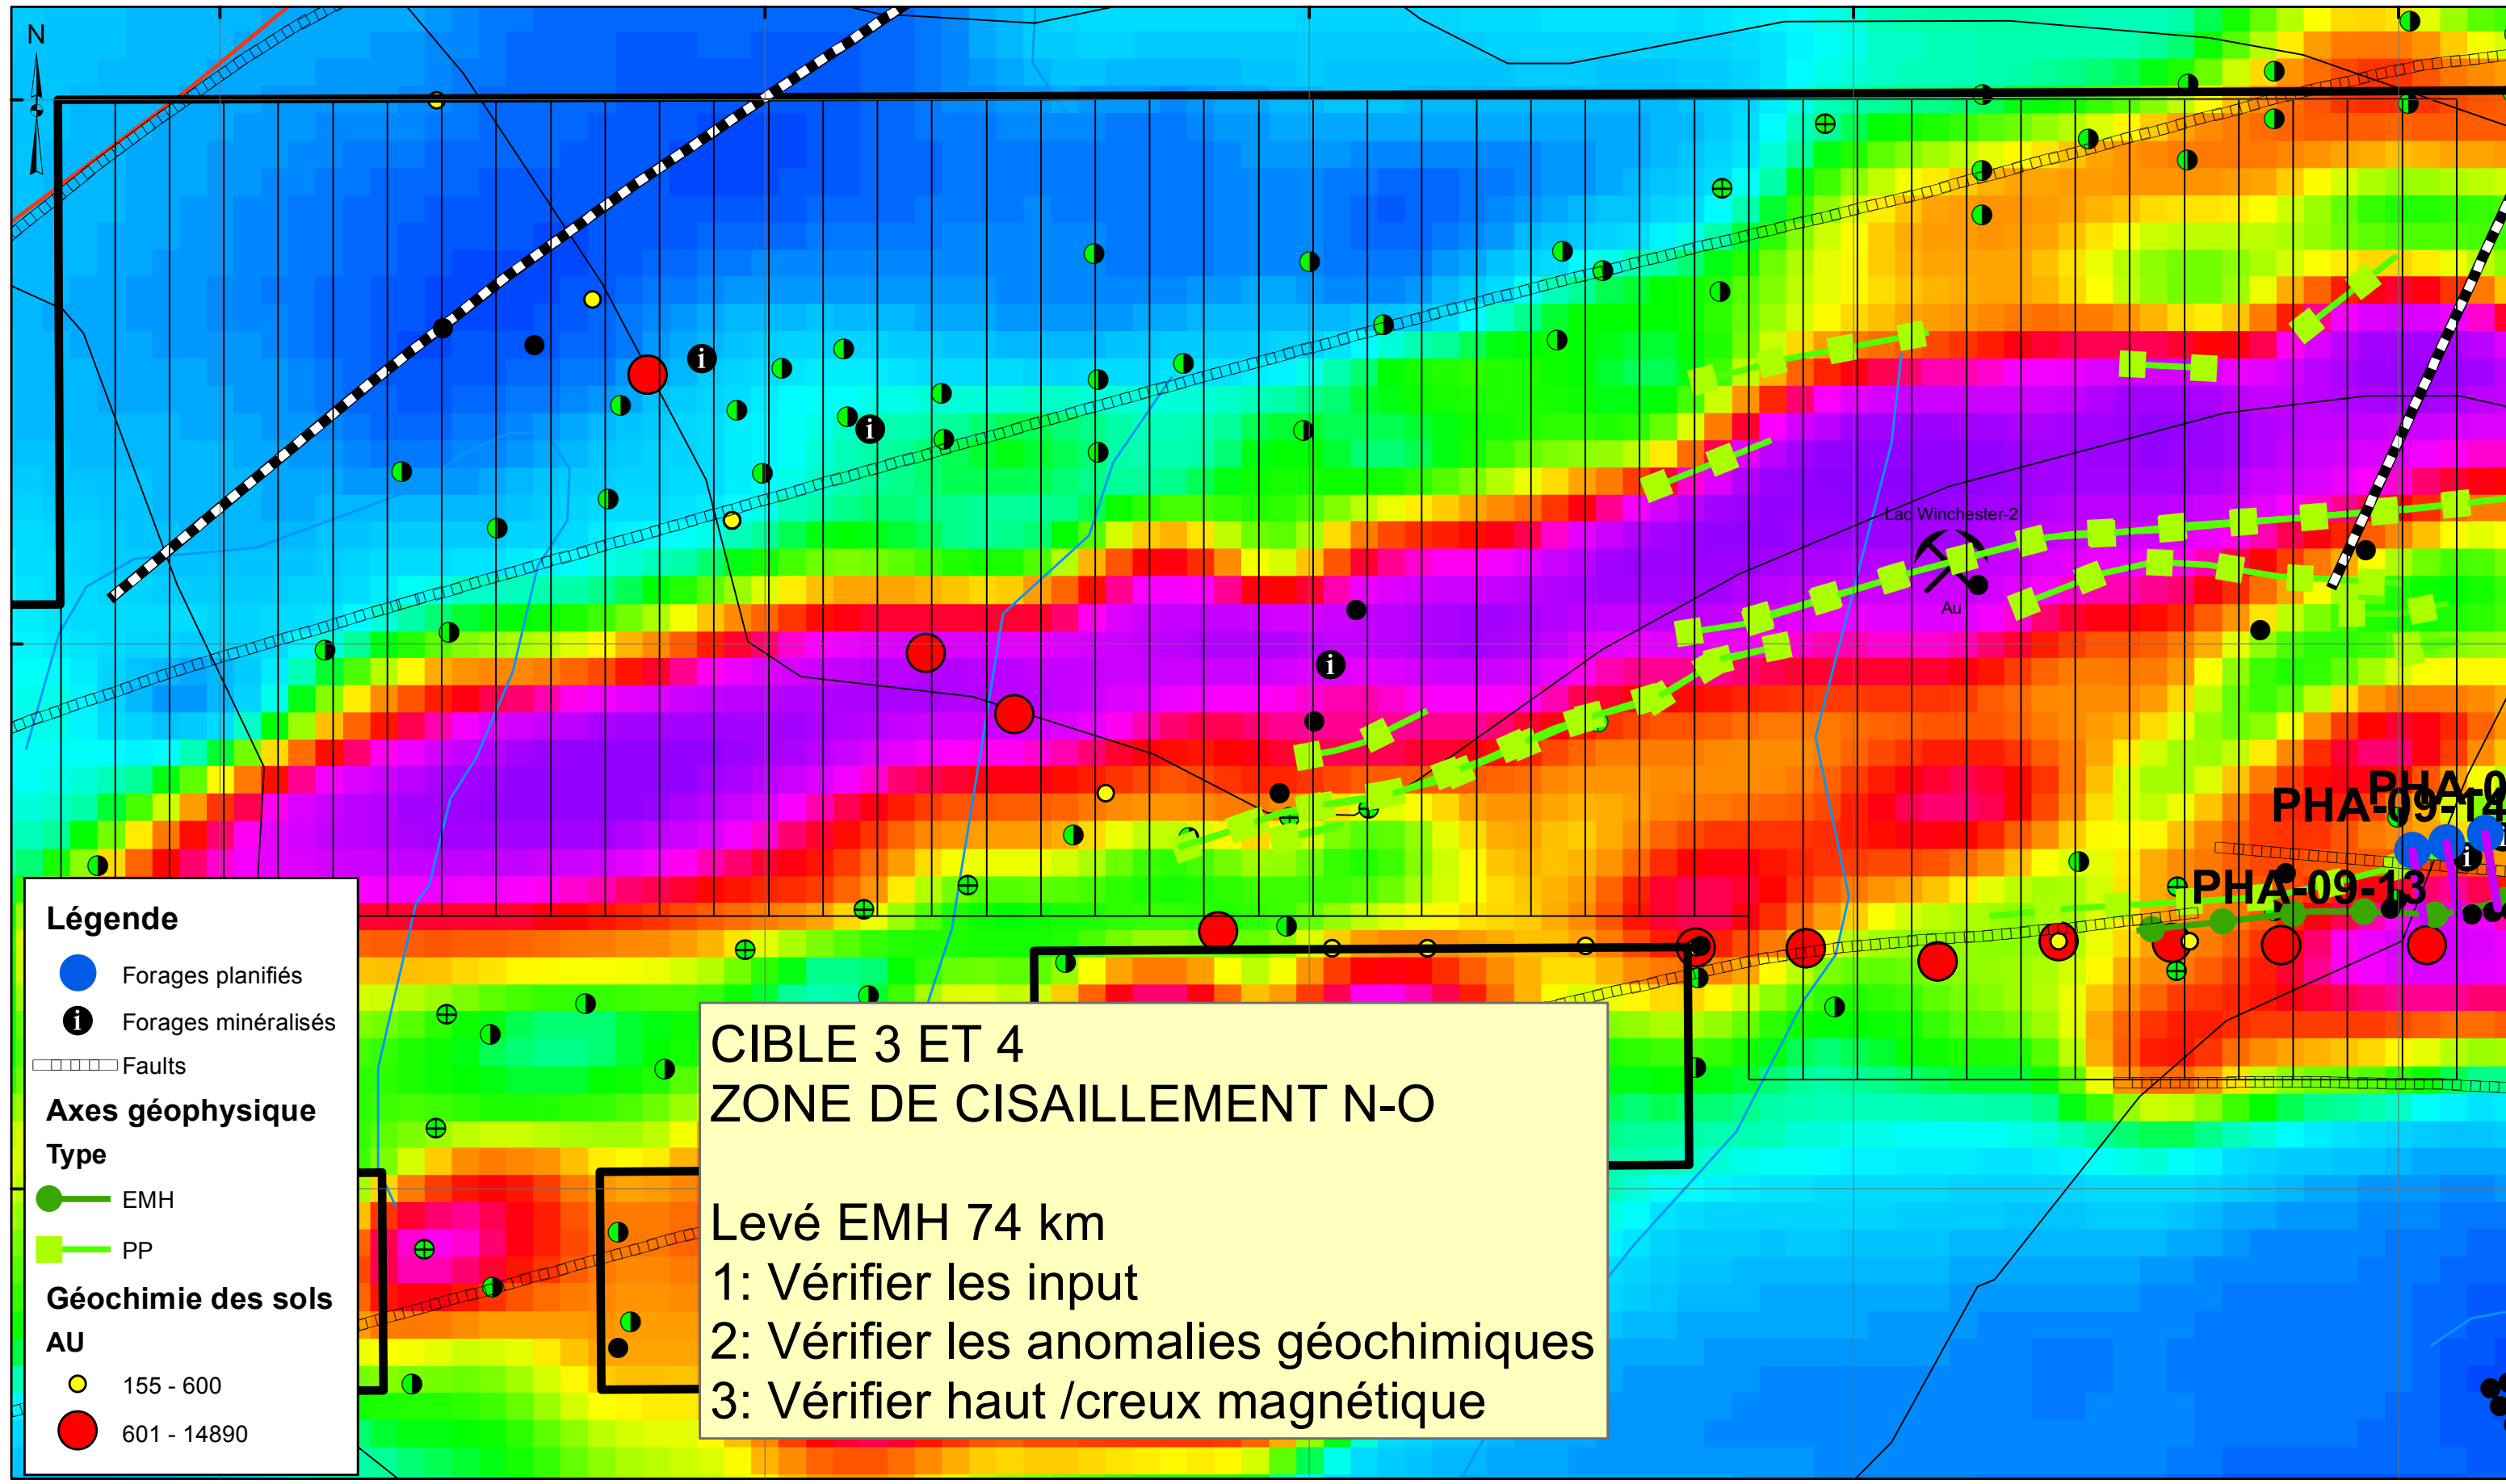 N
Lac Winchester-2
Au
PHA-0
PHA-09-14
PHA-09-13
Légende
Forages planifiés
i Forages minéralisés
Faults
Axes géophysique
Type
EMH
PP
Géochimie des sols
AU
155 - 600
601 - 14890
CIBLE 3 ET 4
ZONE DE CISAILLEMENT N-O
Levé EMH 74 km
1: Vérifier les input
2: Vérifier les anomalies géochimiques
3: Vérifier haut /creux magnétique